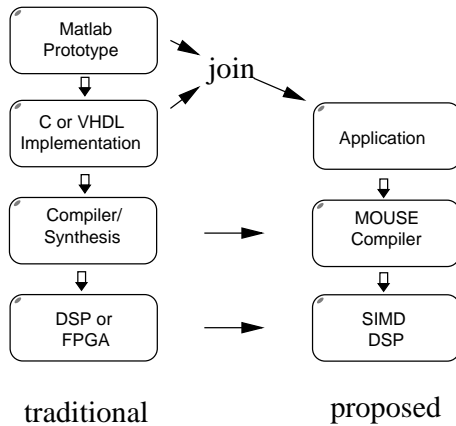 Matlab
Prototype
join
C or VHDL
Implementation
Application
Compiler/
Synthesis
MOUSE
Compiler
DSP or
FPGA
SIMD
DSP
traditional
proposed